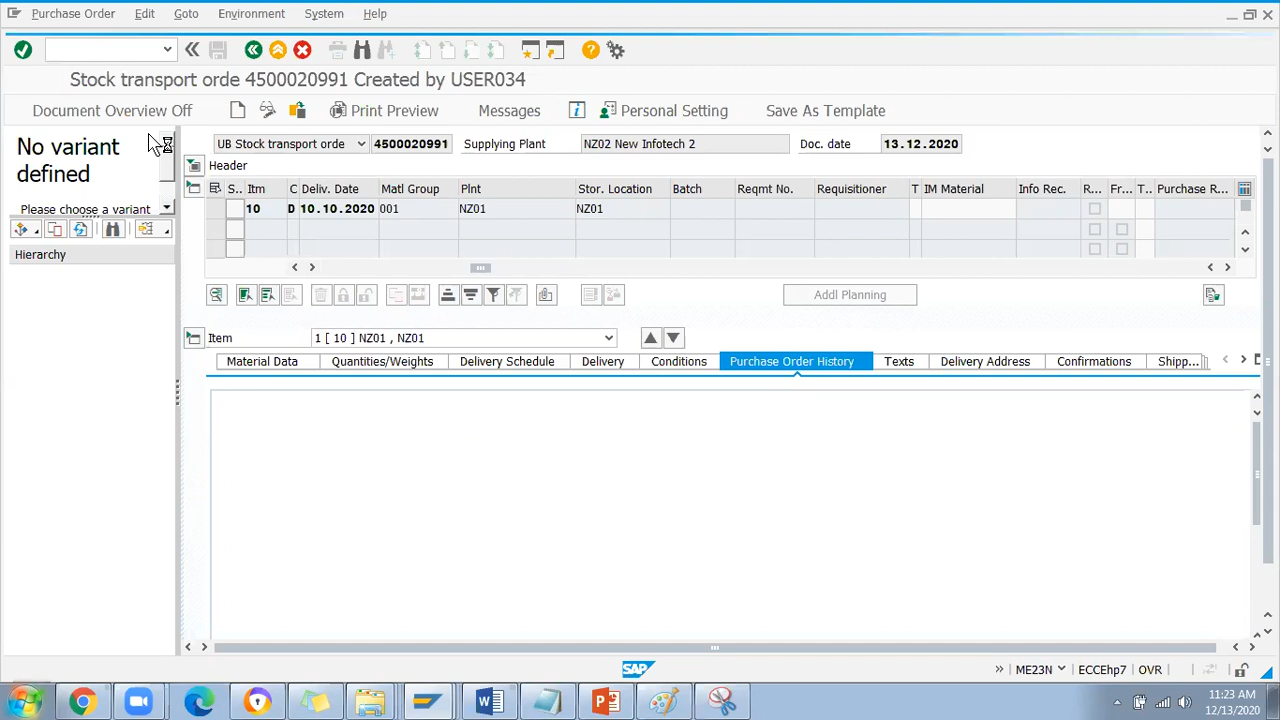 Purchase Order Edit Goto Environment System Help
Stock transport orde 4500020991 Created by USER034
Document Overview Off Print Preview Messages Personal Setting Save As Template
No variant
defined
Please choose a variant
Hierarchy
UB Stock transport orde 4500020991 Supplying Plant NZ02 New Infotech 2 Doc. date 13.12.2020
Header
S.. Itm C Deliv. Date Matl Group Plnt Stor. Location Batch Reqmt No. Requisitioner T IM Material Info Rec. R... Fr... T.. Purchase R...
10 D 10.10.2020 001 NZ01 NZ01
Addl Planning
Item 1 [ 10 ] NZ01 , NZ01
Material Data Quantities/Weights Delivery Schedule Delivery Conditions Purchase Order History Texts Delivery Address Confirmations Shipp...
SAP ME23N ECCEhp7 OVR
11:23 AM
12/13/2020